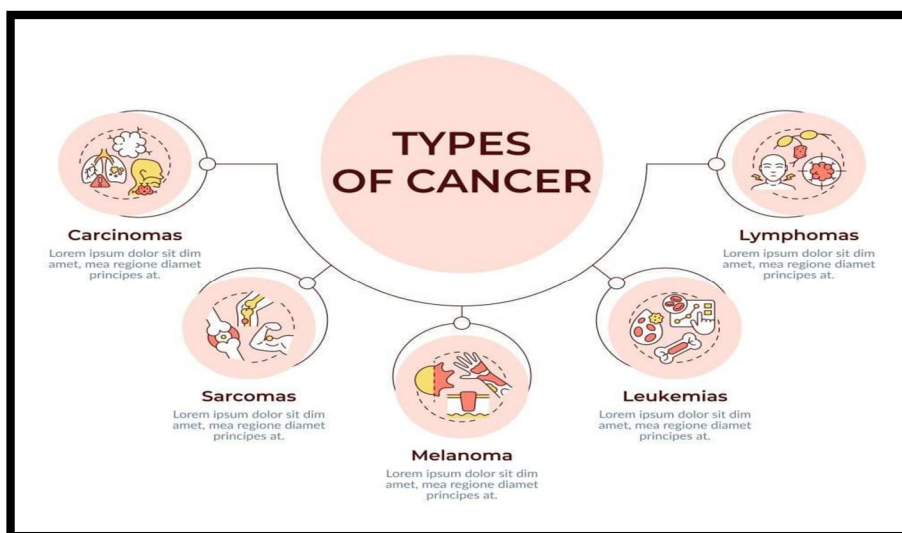 TYPES
OF CANCER
Carcinomas
Lorem ipsum dolor sit dim
amet, mea regione diamet
principes at.
Sarcomas
Lorem ipsum dolor sit dim
amet, mea regione diamet
principes at.
Melanoma
Lorem ipsum dolor sit dim
amet, mea regione diamet
principes at.
Leukemias
Lorem ipsum dolor sit dim
amet, mea regione diamet
principes at.
Lymphomas
Lorem ipsum dolor sit dim
amet, mea regione diamet
principes at.